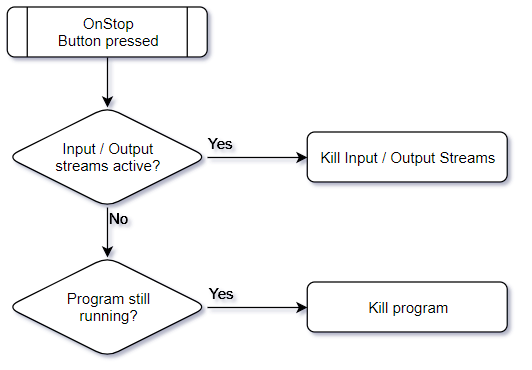 OnStop
Button pressed
Input / Output
streams active?
Yes
Kill Input / Output Streams
No
Program still
running?
Yes
Kill program